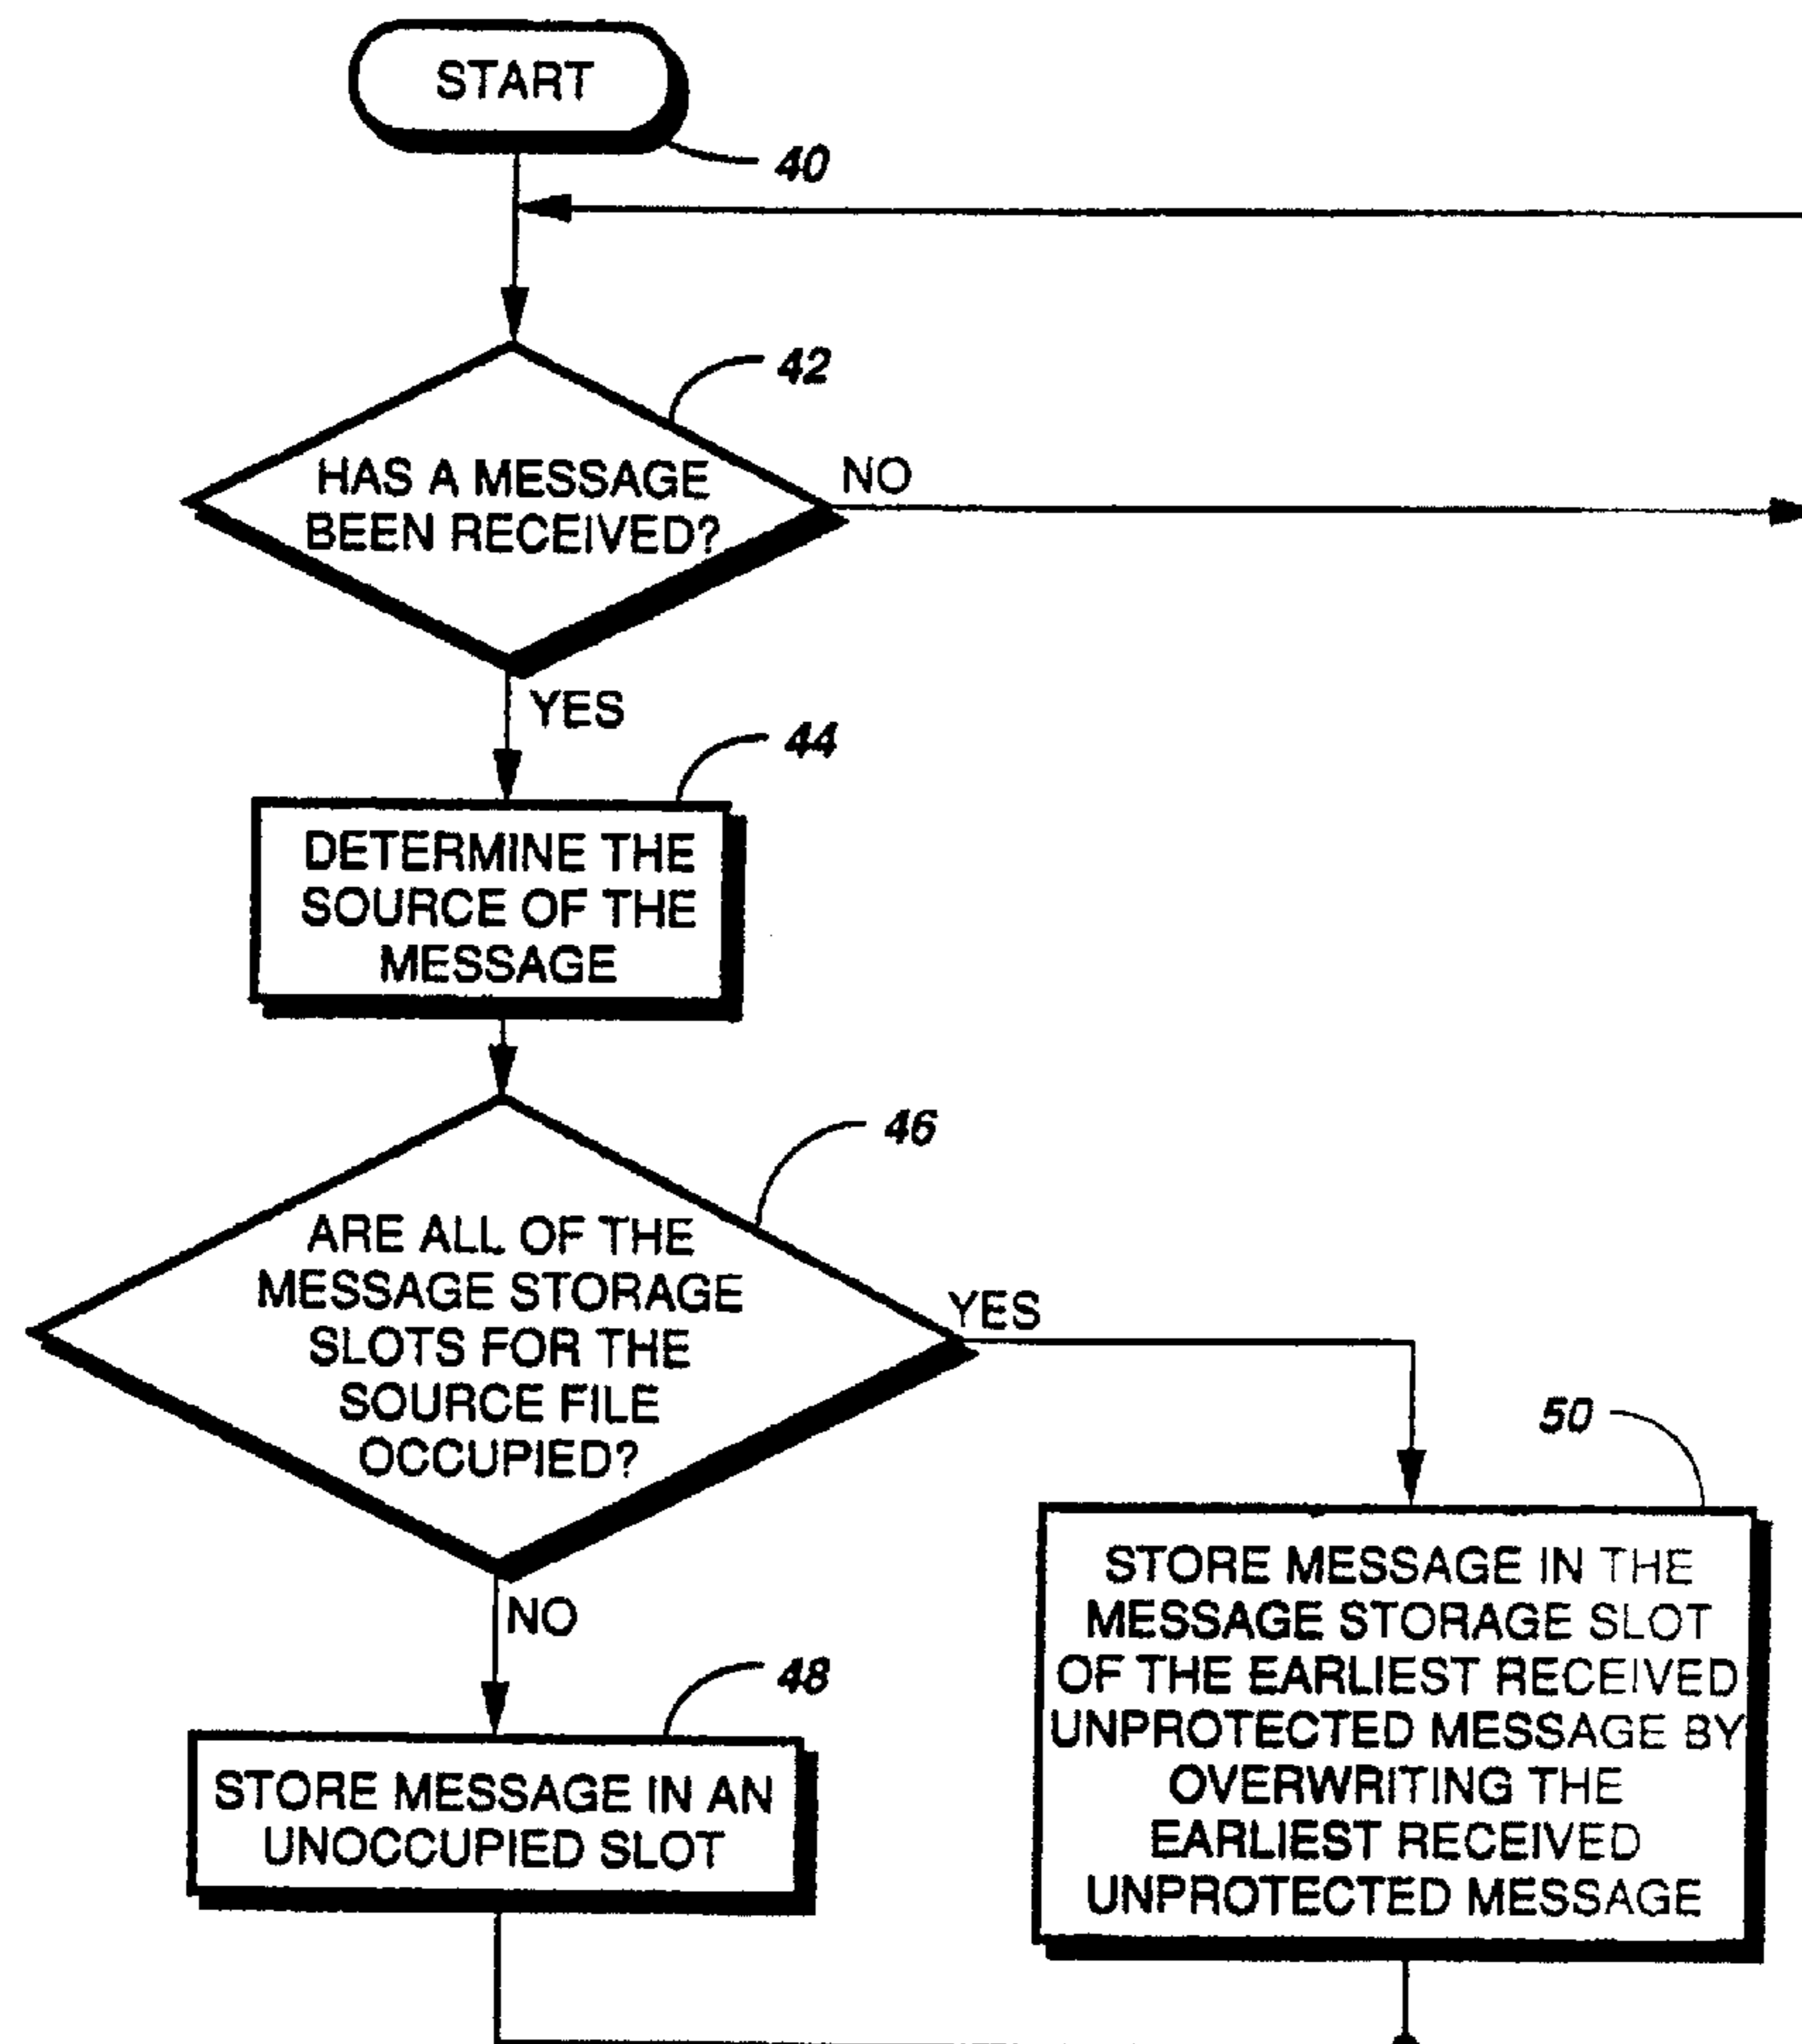 START
40
42
HAS A MESSAGE
BEEN RECEIVED?
NO
YES
44
DETERMINE THE
SOURCE OF THE
MESSAGE
46
ARE ALL OF THE
MESSAGE STORAGE
SLOTS FOR THE
SOURCE FILE
OCCUPIED?
YES
NO
50
STORE MESSAGE IN THE
MESSAGE STORAGE SLOT
OF THE EARLIEST RECEIVED
UNPROTECTED MESSAGE BY
OVERWRITING THE
EARLIEST RECEIVED
UNPROTECTED MESSAGE
48
STORE MESSAGE IN AN
UNOCCUPIED SLOT